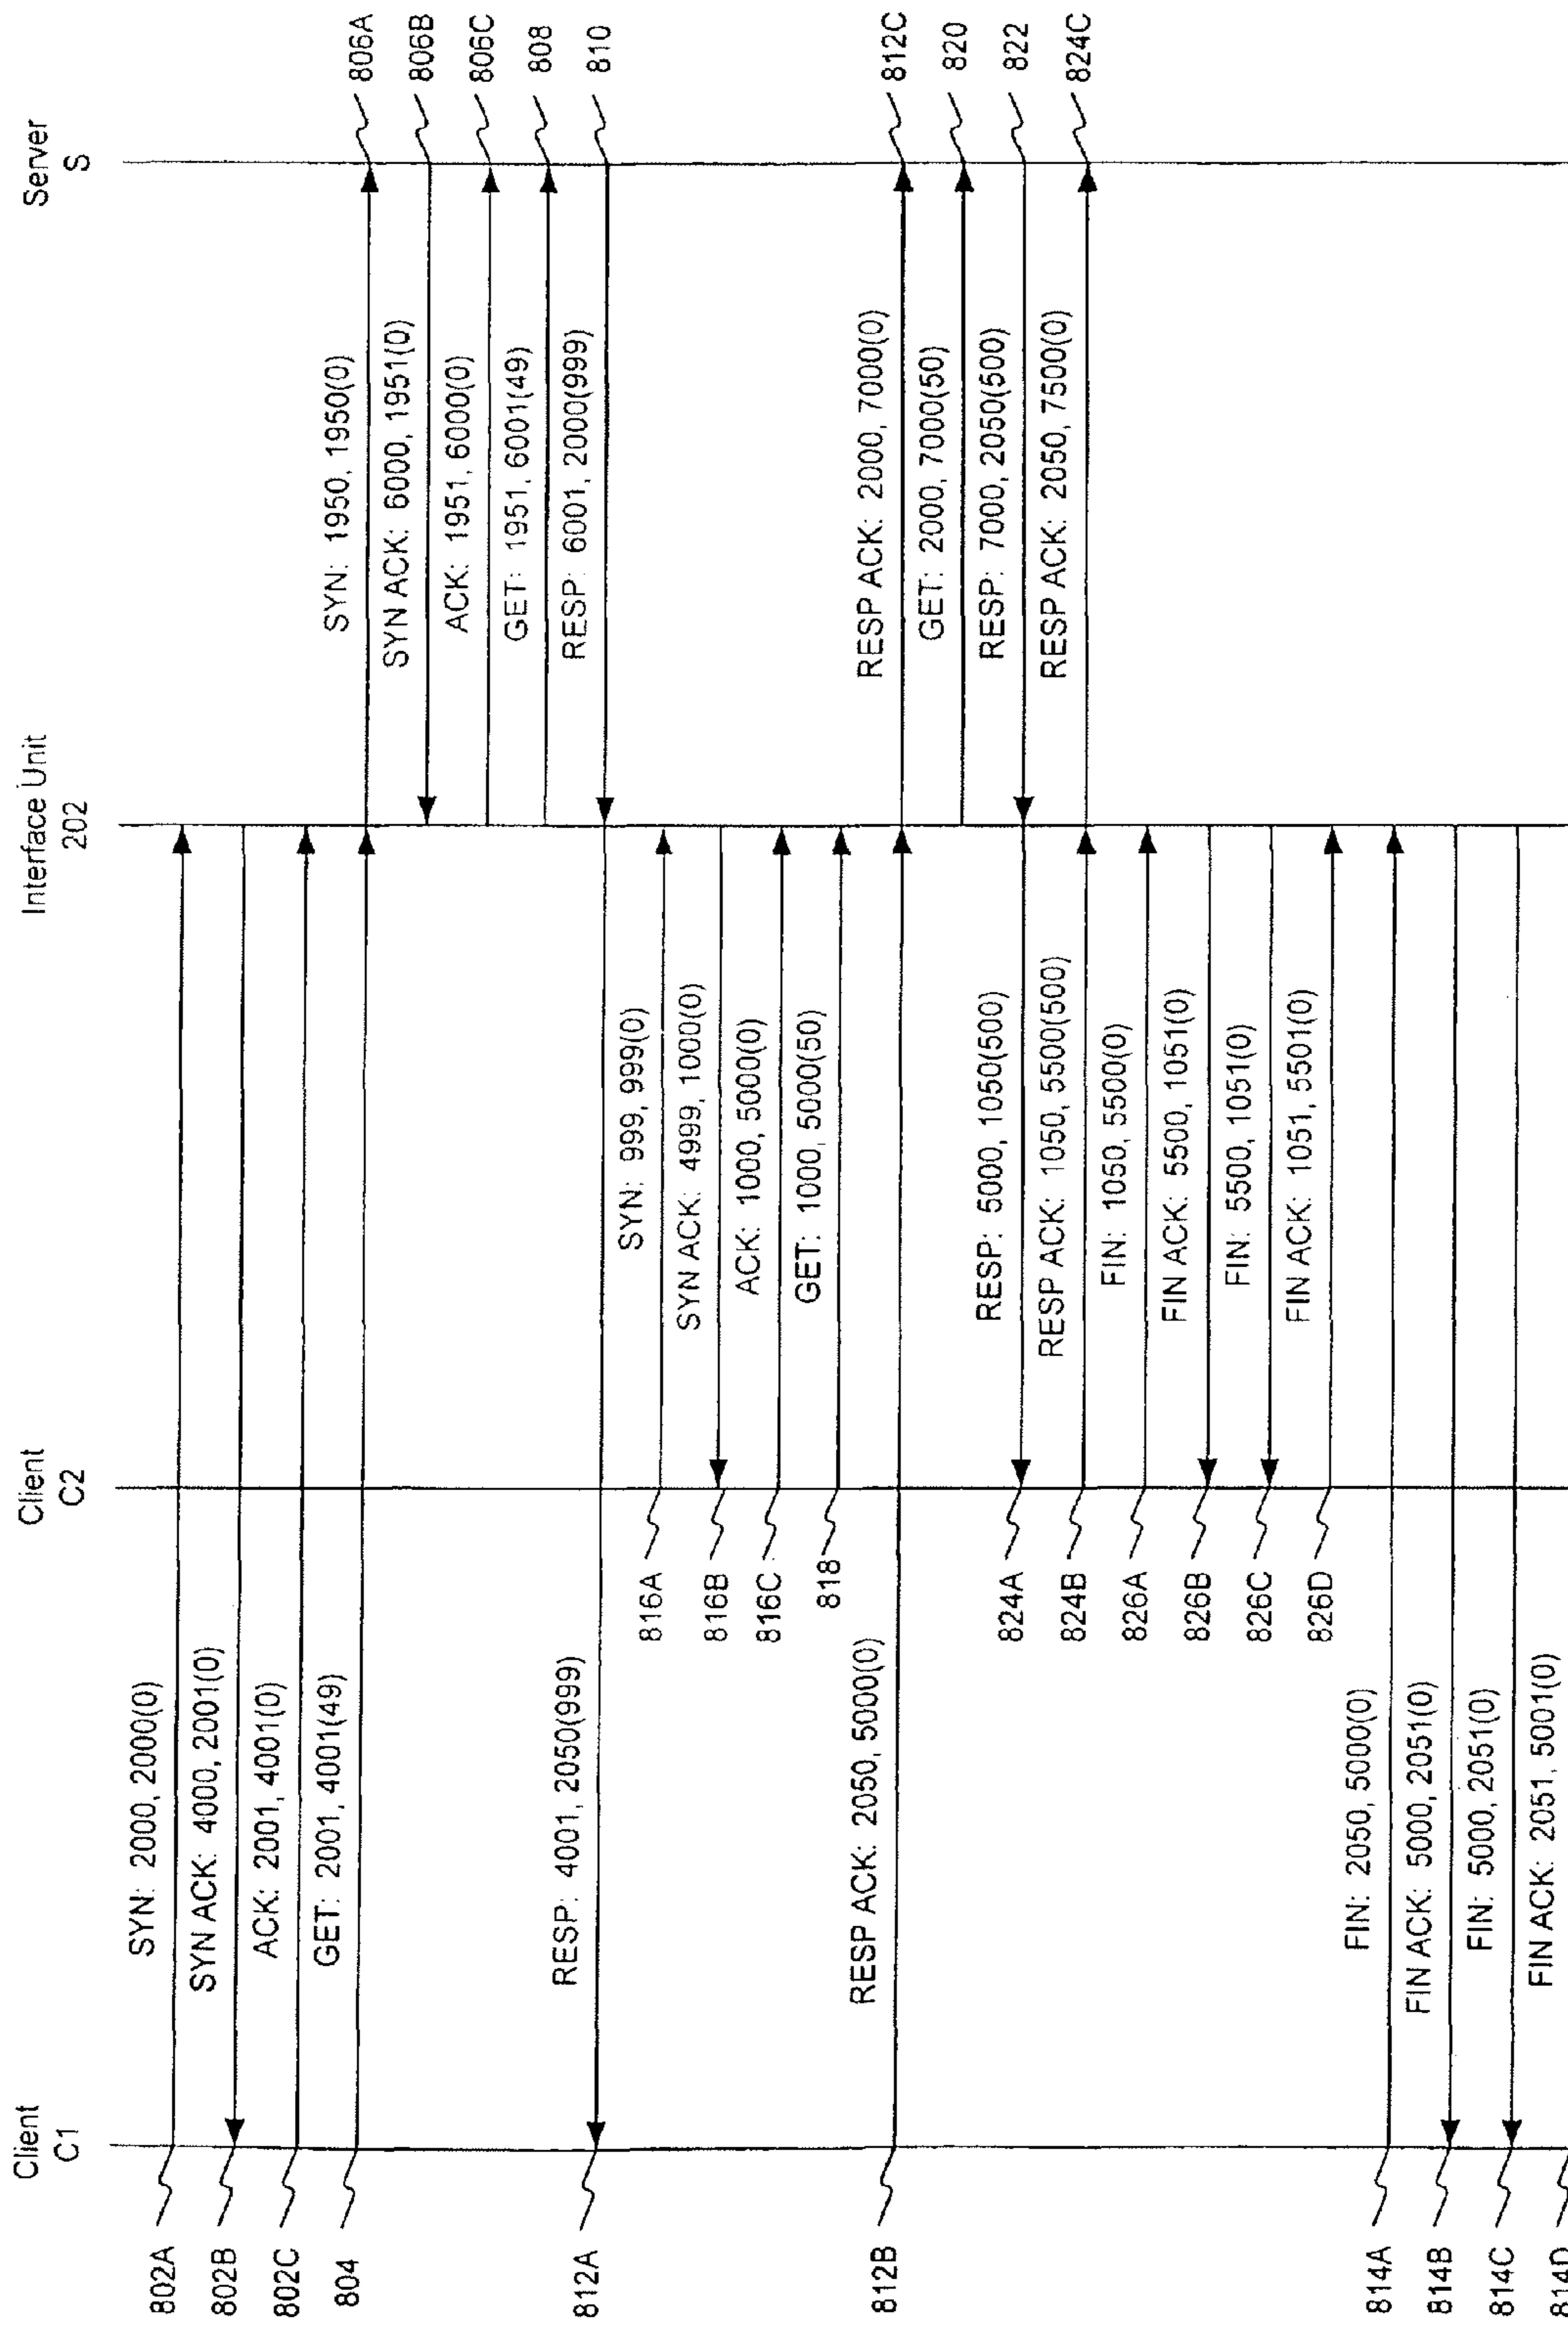 Client
C1
Client
C2
Interface Unit
202
Server
S
802A
SYN: 2000, 2000(0)
802B
SYN ACK: 4000, 2001(0)
802C
ACK: 2001, 4001(0)
804
GET: 2001, 4001(49)
SYN: 1950, 1950(0)
806A
SYN ACK: 6000, 1951(0)
806B
ACK: 1951, 6000(0)
806C
GET: 1951, 6001(49)
808
RESP: 6001, 2000(999)
810
812A
RESP: 4001, 2050(999)
816A
SYN: 999, 999(0)
816B
SYN ACK: 4999, 1000(0)
816C
ACK: 1000, 5000(0)
818
GET: 1000, 5000(50)
812B
RESP ACK: 2050, 5000(0)
RESP ACK: 2000, 7000(0)
812C
GET: 2000, 7000(50)
820
RESP: 7000, 2050(500)
822
824A
RESP: 5000, 1050(500)
824B
RESP ACK: 1050, 5500(500)
RESP ACK: 2050, 7500(0)
824C
826A
FIN: 1050, 5500(0)
826B
FIN ACK: 5500, 1051(0)
826C
FIN: 5500, 1051(0)
826D
FIN ACK: 1051, 5501(0)
814A
FIN: 2050, 5000(0)
814B
FIN ACK: 5000, 2051(0)
814C
FIN: 5000, 2051(0)
814D
FIN ACK: 2051, 5001(0)